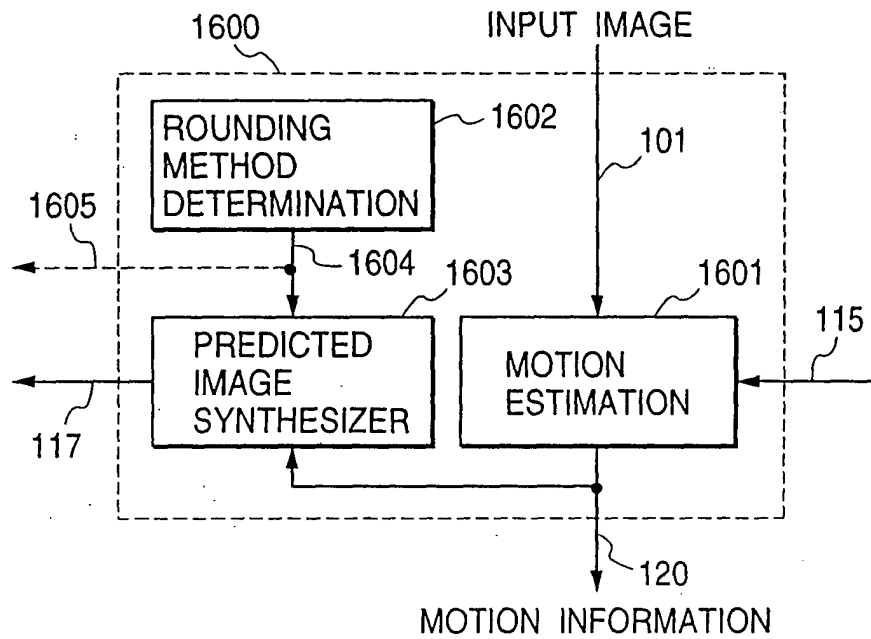 1600
INPUT IMAGE
ROUNDING
METHOD
DETERMINATION
1602
101
1605
1604
1603
1601
PREDICTED
IMAGE
SYNTHESIZER
MOTION
ESTIMATION
115
117
120
MOTION INFORMATION